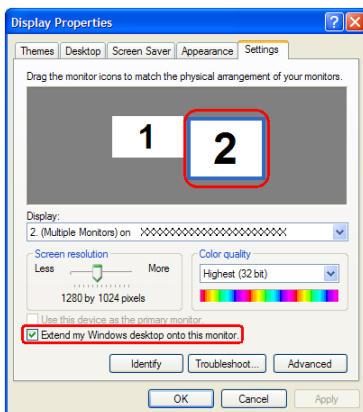 Display Properties
Themes Desktop Screen Saver Appearance Settings
Drag the monitor icons to match the physical arrangement of your monitors.
1 2
Display:
2. (Multiple Monitors) on XXXXXXXXXXXXXXXXXXXXXXX
Screen resolution Color quality
Less More Highest (32 bit)
1280 by 1024 pixels
Use this device as the primary monitor.
Extend my Windows desktop onto this monitor.
Identify Troubleshoot... Advanced
OK Cancel Apply